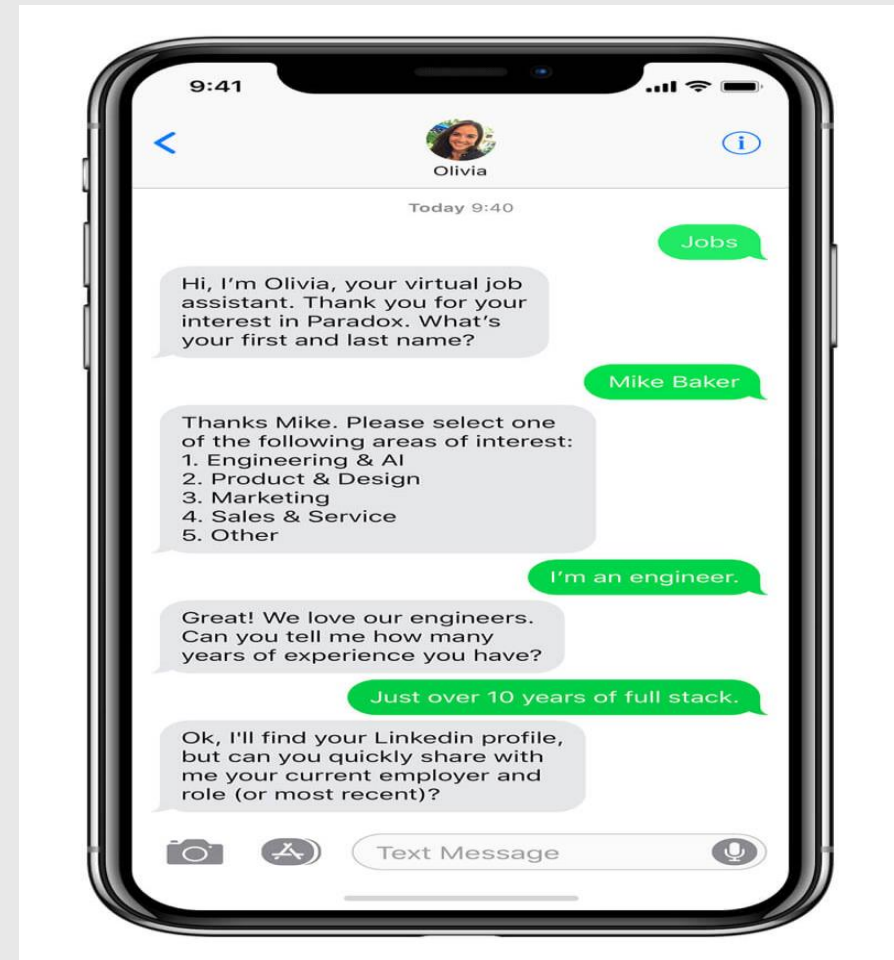 9:41
Olivia
Today 9:40
Jobs
Hi, I'm Olivia, your virtual job
assistant. Thank you for your
interest in Paradox. What's
your first and last name?
Mike Baker
Thanks Mike. Please select one
of the following areas of interest:
1. Engineering & AI
2. Product & Design
3. Marketing
4. Sales & Service
5. Other
I'm an engineer.
Great! We love our engineers.
Can you tell me how many
years of experience you have?
Just over 10 years of full stack.
Ok, I'll find your Linkedin profile,
but can you quickly share with
me your current employer and
role (or most recent)?
Text Message